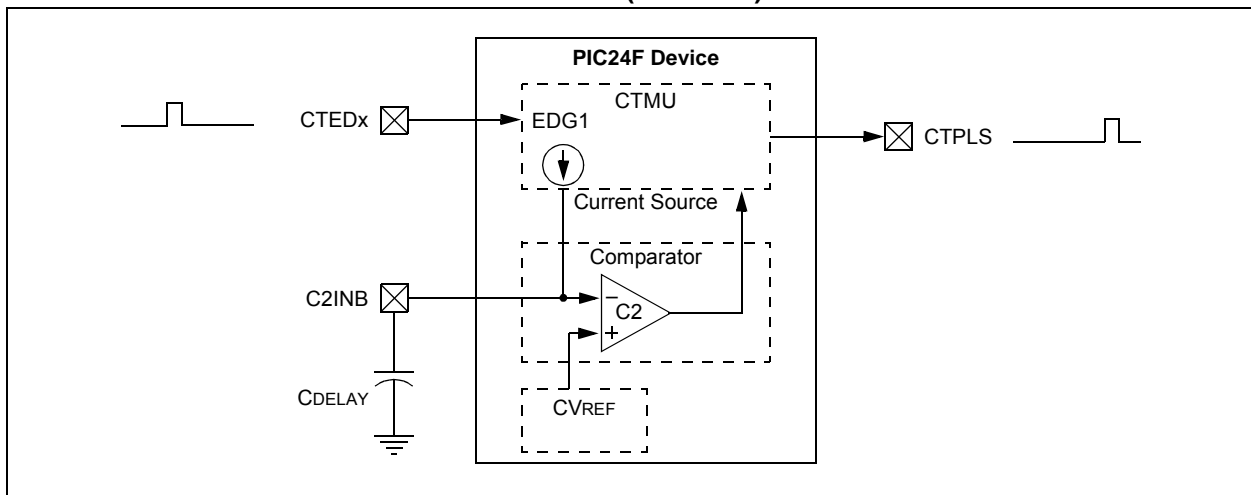 PIC24F Device
CTMU
CTEDx
EDG1
CTPLS
Current Source
Comparator
C2INB
C2
CDELAY
CVREF